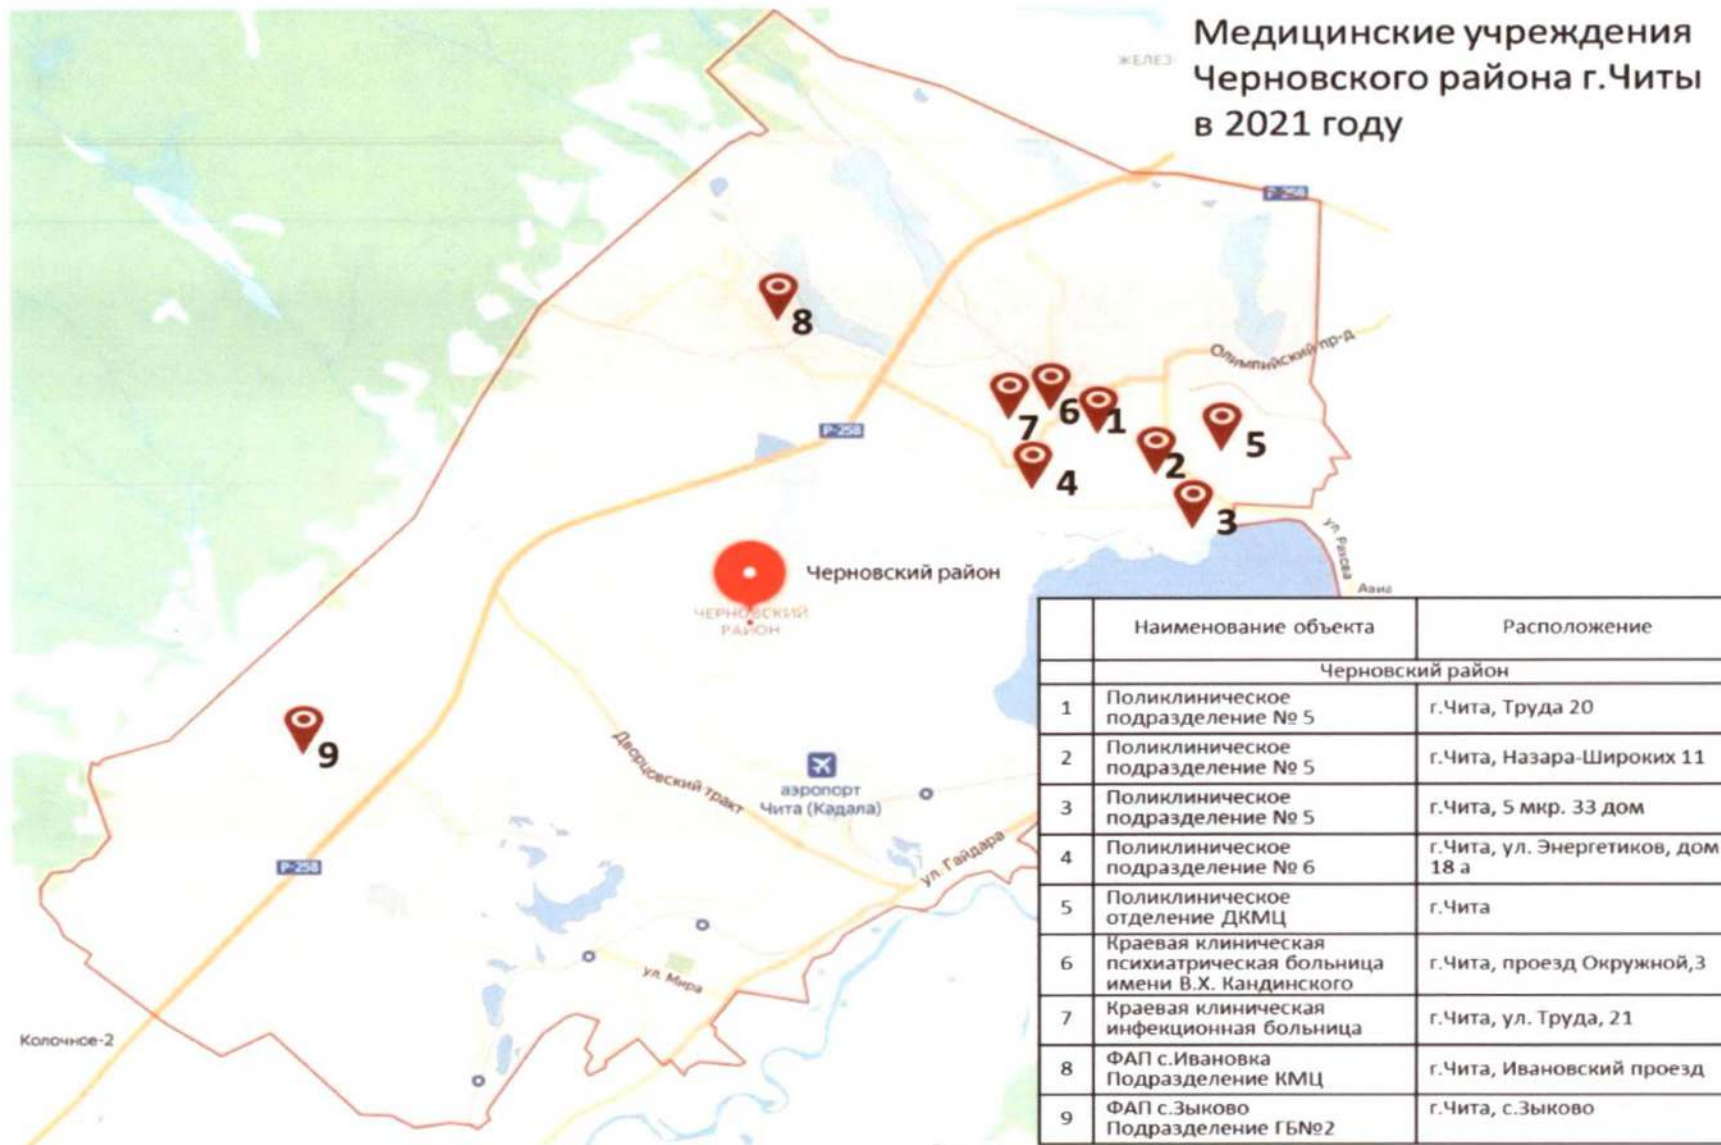 Медицинские учреждения
Черновского района г.Читы
в 2021 году
ЖЕЛЕЗ
Р-258
8
Олимпийский пр-д
7
6
1
5
2
4
3
Р-258
ул. Рахова
Черновский район
ЧЕРНОВСКИЙ
РАЙОН
9
Дворцовский тракт
аэропорт
Чита (Кадала)
ул. Гайдара
Р-258
ул. Мира
Колочное-2
Наименование объекта Расположение
Черновский район
1 Поликлиническое
подразделение № 5 г.Чита, Труда 20
2 Поликлиническое
подразделение № 5 г.Чита, Назара-Широких 11
3 Поликлиническое
подразделение № 5 г.Чита, 5 мкр. 33 дом
4 Поликлиническое
подразделение № 6 г.Чита, ул. Энергетиков, дом
18 а
5 Поликлиническое
отделение ДКМЦ г.Чита
6 Краевая клиническая
психиатрическая больница
имени В.Х. Кандинского г.Чита, проезд Окружной,3
7 Краевая клиническая
инфекционная больница г.Чита, ул. Труда, 21
8 ФАП с.Ивановка
Подразделение КМЦ г.Чита, Ивановский проезд
9 ФАП с.Зыково
Подразделение ГБ№2 г.Чита, с.Зыково